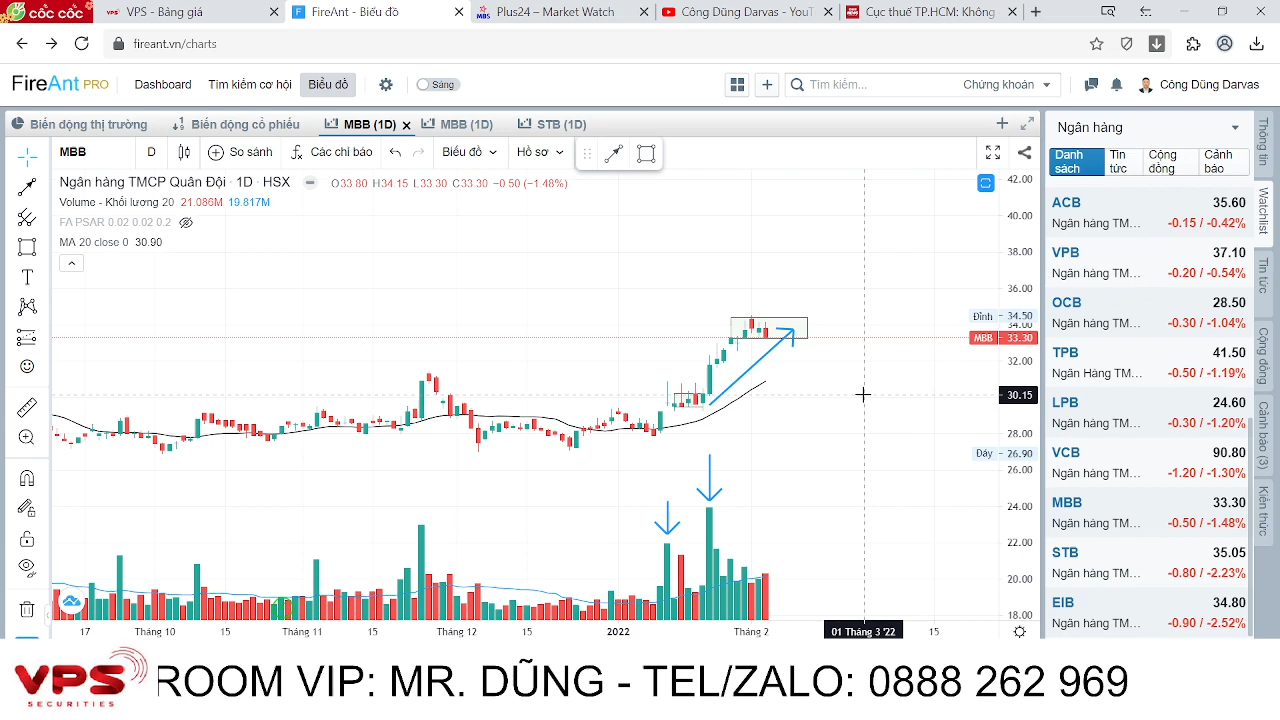 CỐC CỐC
VPS - Bảng giá
FireAnt - Biểu đồ
Plus24 – Market Watch
Công Dũng Darvas - YouT
Cục thuế TP.HCM: Không
fireant.vn/charts
FireAnt PRO
Dashboard
Tìm kiếm cơ hội
Biểu đồ
Sáng
Tìm kiếm...
Chứng khoán
Công Dũng Darvas
Biến động thị trường
Biến động cổ phiếu
MBB (1D)
MBB (1D)
STB (1D)
MBB
D
So sánh
Các chỉ báo
Biểu đồ
Hồ sơ
Ngân hàng TMCP Quân Đội · 1D · HSX
O33.80 H34.15 L33.30 C33.30 −0.50 (−1.48%)
Volume - Khối lượng 20 21.086M 19.817M
FA PSAR 0.02 0.02 0.2
MA 20 close 0 30.90
42.00
40.00
38.00
36.00
Đỉnh 34.50
34.00
MBB 33.30
32.00
30.15
28.00
Đáy 26.90
26.00
24.00
22.00
20.00
18.00
17
Tháng 10
15
Tháng 11
15
Tháng 12
15
2022
Tháng 2
01 Tháng 3 '22
15
Ngân hàng
Danh sách
Tin tức
Cộng đồng
Cảnh báo
ACB 35.60
Ngân hàng TM... -0.15 / -0.42%
VPB 37.10
Ngân hàng TM... -0.20 / -0.54%
OCB 28.50
Ngân hàng TM... -0.30 / -1.04%
TPB 41.50
Ngân Hàng TM... -0.50 / -1.19%
LPB 24.60
Ngân hàng TM... -0.30 / -1.20%
VCB 90.80
Ngân hàng TM... -1.20 / -1.30%
MBB 33.30
Ngân hàng TM... -0.50 / -1.48%
STB 35.05
Ngân hàng TM... -0.80 / -2.23%
EIB 34.80
Ngân hàng TM... -0.90 / -2.52%
Thông tin
Watchlist
Tin tức
Cộng đồng
Cảnh báo (3)
Kiến thức
VPS
SECURITIES
ROOM VIP: MR. DŨNG - TEL/ZALO: 0888 262 969